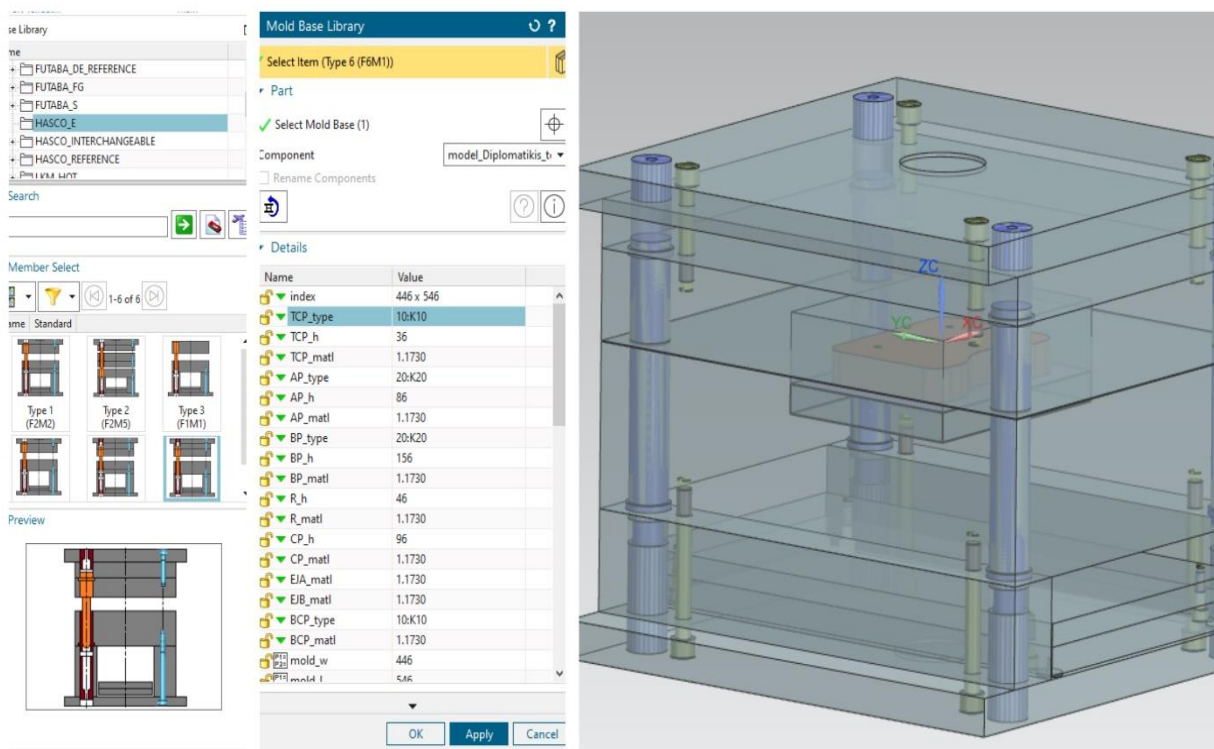 se Library
me
FUTABA_DE_REFERENCE
FUTABA_FG
FUTABA_S
HASCO_E
HASCO_INTERCHANGEABLE
HASCO_REFERENCE
LKM_HOT
Search
Member Select
1-6 of 6
ame Standard
Type 1
(F2M2)
Type 2
(F2M5)
Type 3
(F1M1)
Preview
Mold Base Library
Select Item (Type 6 (F6M1))
Part
Select Mold Base (1)
Component model_Diplomatikis_t
Rename Components
Details
Name Value
index 446 x 546
TCP_type 10:K10
TCP_h 36
TCP_matl 1.1730
AP_type 20:K20
AP_h 86
AP_matl 1.1730
BP_type 20:K20
BP_h 156
BP_matl 1.1730
R_h 46
R_matl 1.1730
CP_h 96
CP_matl 1.1730
EJA_matl 1.1730
EJB_matl 1.1730
BCP_type 10:K10
BCP_matl 1.1730
mold_w 446
mold_l 546
OK Apply Cancel
ZC
YC XC